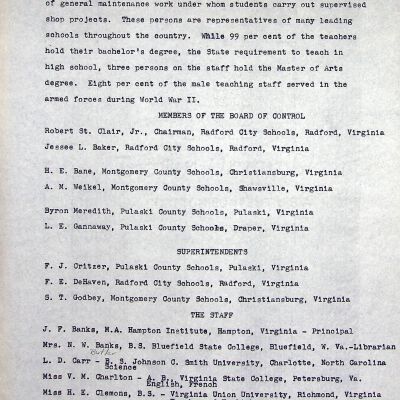 of general maintenance work under whom students carry out supervised
shop projects. These persons are representatives of many leading
schools throughout the country. While 99 per cent of the teachers
hold their bachelor's degree, the State requirement to teach in
high school, three persons on the staff hold the Master of Arts
degree. Eight per cent of the male teaching staff served in the
armed forces during World War II.
MEMBERS OF THE BOARD OF CONTROL
Robert St. Clair, Jr., Chairman, Radford City Schools, Radford, Virginia
Jessee L. Baker, Radford City Schools, Radford, Virginia
H. E. Bane, Montgomery County Schools, Christiansburg, Virginia
A. M. Weikel, Montgomery County Schools, Shawsville, Virginia
Byron Meredith, Pulaski County Schools, Pulaski, Virginia
L. E. Gannaway, Pulaski County Schools, Draper, Virginia
SUPERINTENDENTS
F. J. Critzer, Pulaski County Schools, Pulaski, Virginia
F. E. DeHaven, Radford City Schools, Radford, Virginia
S. T. Godbey, Montgomery County Schools, Christiansburg, Virginia
THE STAFF
J. F. Banks, M.A. Hampton Institute, Hampton, Virginia - Principal
Mrs. N. W. Banks, B.S. Bluefield State College, Bluefield, W. Va.-Librarian
L. D. Carr - B. S. Johnson C. Smith University, Charlotte, North Carolina
Science
Miss V. M. Charlton - A. B., Virginia State College, Petersburg, Va.
English, French
Miss H. E. Clemons, B.S. - Virginia Union University, Richmond, Virginia